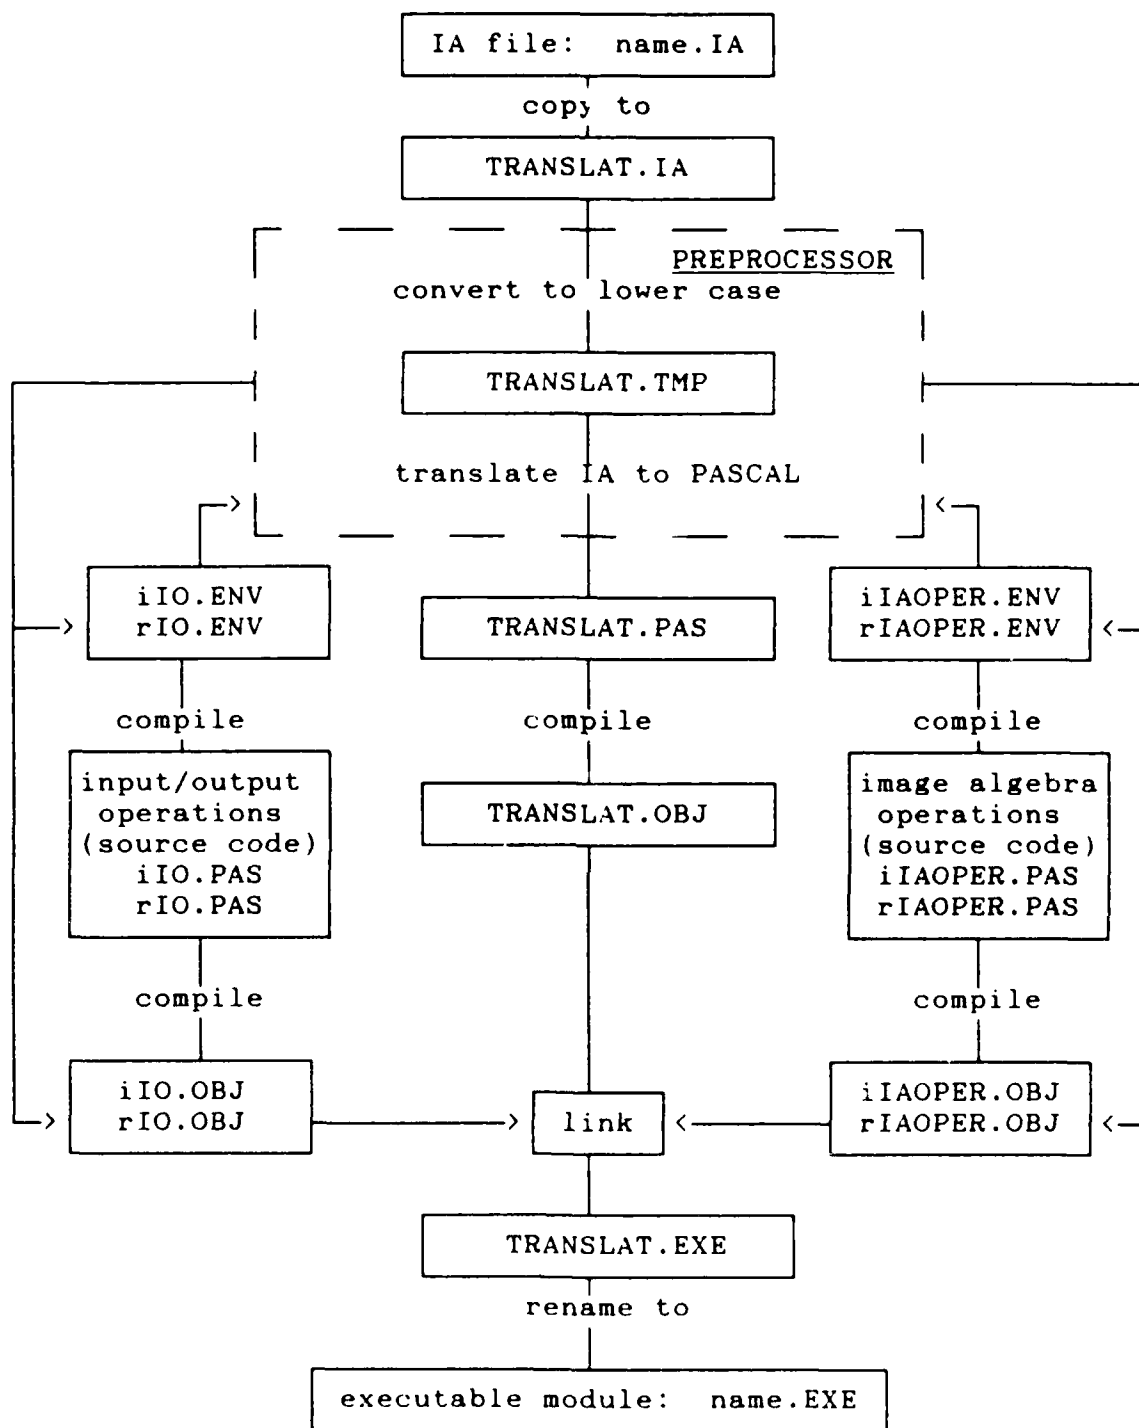 IA file: name.IA
copy to
TRANSLAT.IA
PREPROCESSOR
convert to lower case
TRANSLAT.TMP
translate IA to PASCAL
iIO.ENV
rIO.ENV
TRANSLAT.PAS
iIAOPER.ENV
rIAOPER.ENV
compile
compile
compile
input/output
operations
(source code)
iIO.PAS
rIO.PAS
TRANSLAT.OBJ
image algebra
operations
(source code)
iIAOPER.PAS
rIAOPER.PAS
compile
compile
iIO.OBJ
rIO.OBJ
link
iIAOPER.OBJ
rIAOPER.OBJ
TRANSLAT.EXE
rename to
executable module: name.EXE